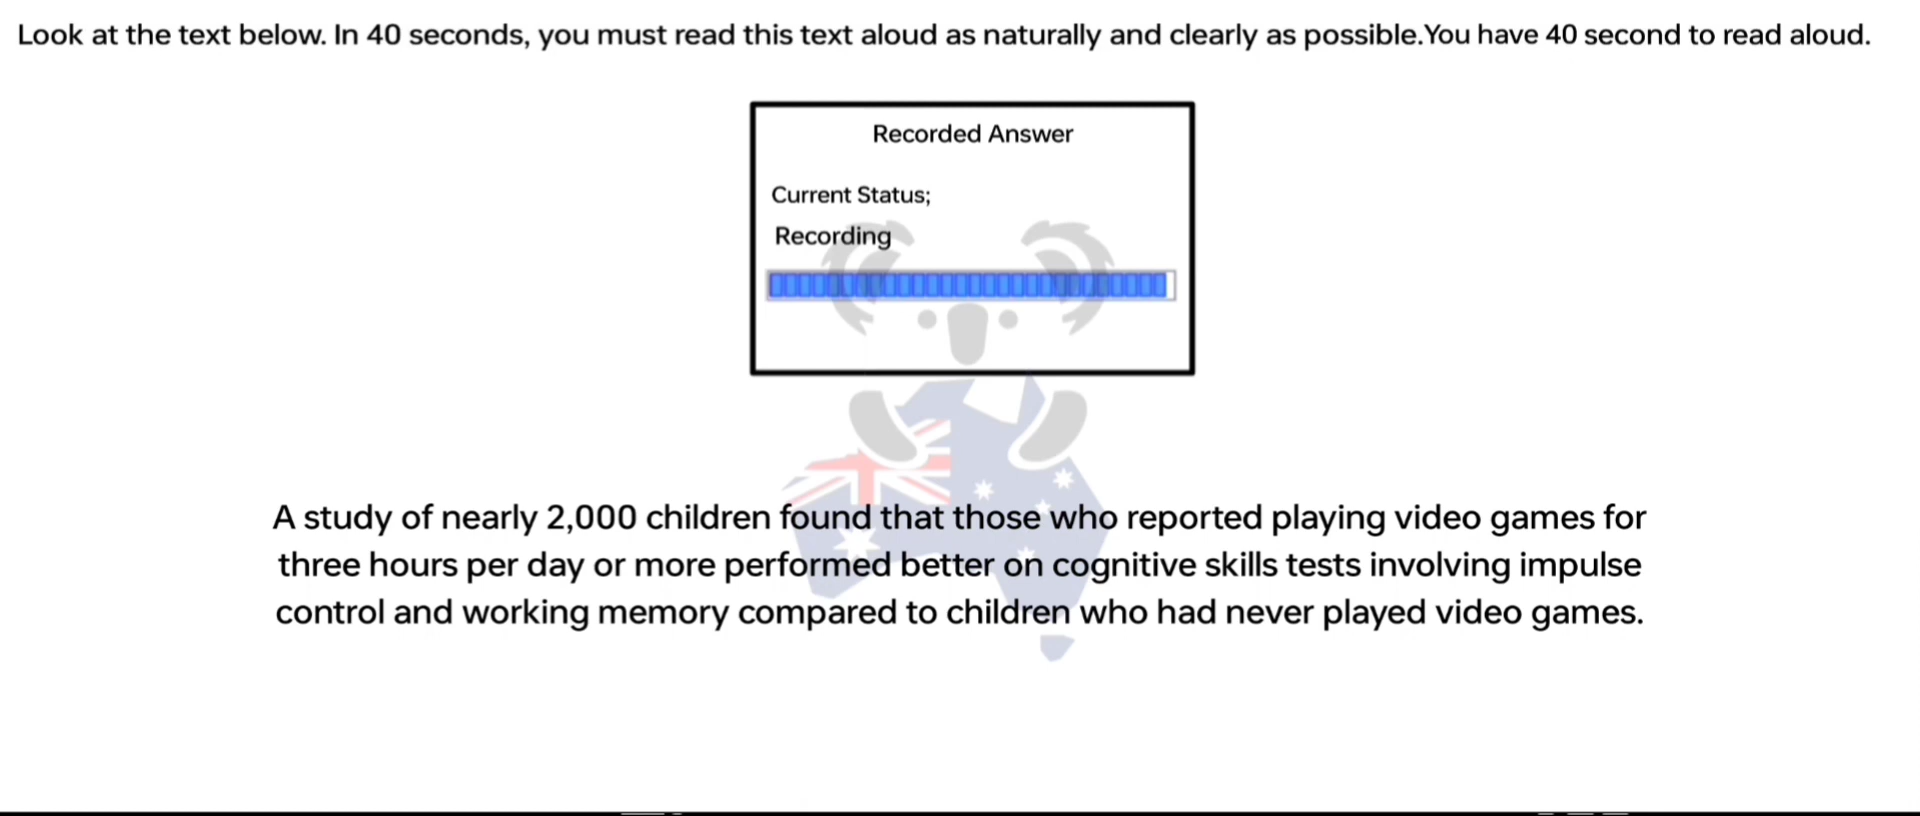 Look at the text below. In 40 seconds, you must read this text aloud as naturally and clearly as possible.You have 40 second to read aloud.
Recorded Answer
Current Status;
Recording
A study of nearly 2,000 children found that those who reported playing video games for
three hours per day or more performed better on cognitive skills tests involving impulse
control and working memory compared to children who had never played video games.